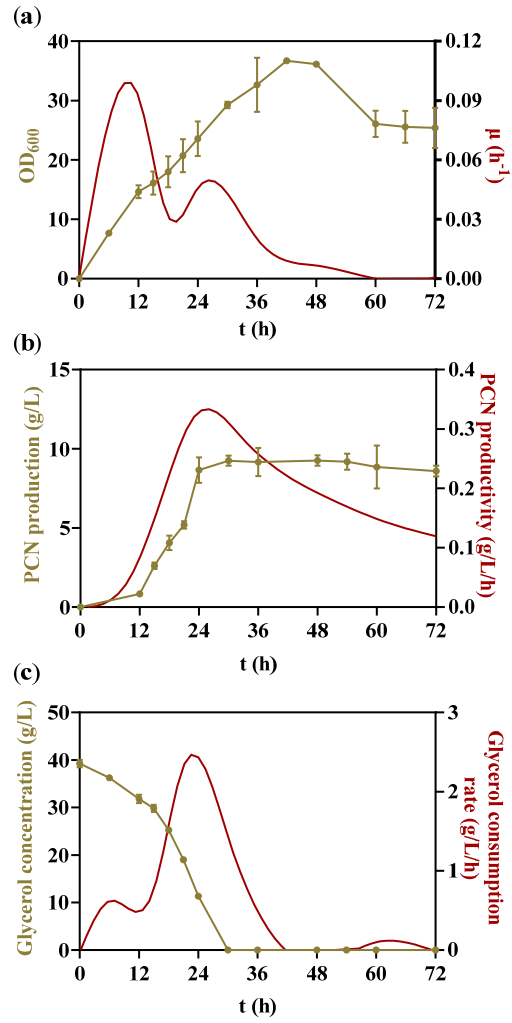 (a)
OD600
40
30
20
10
0
0.12
0.09
0.06
0.03
0.00
μ (h-1)
0 12 24 36 48 60 72
t (h)
(b)
PCN production (g/L)
15
10
5
0
0.4
0.3
0.2
0.1
0.0
PCN productivity (g/L/h)
0 12 24 36 48 60 72
t (h)
(c)
Glycerol concentration (g/L)
50
40
30
20
10
0
3
2
1
0
Glycerol consumption
rate (g/L/h)
0 12 24 36 48 60 72
t (h)